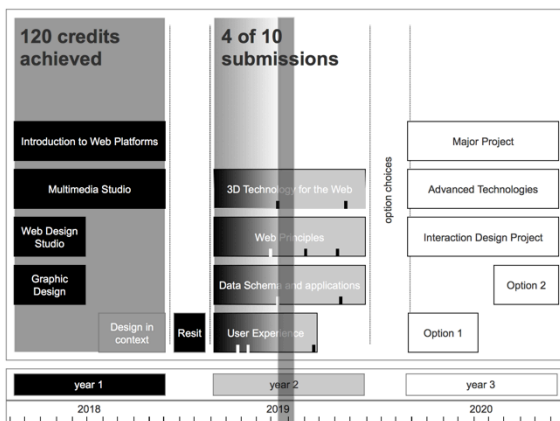 120 credits
achieved
4 of 10
submissions
Introduction to Web Platforms
Major Project
Multimedia Studio
3D Technology for the Web
Advanced Technologies
Web Design
Studio
Web Principles
Interaction Design Project
Graphic
Design
Data Schema and applications
Option 2
Design in
context
Resit
User Experience
Option 1
option choices
year 1
year 2
year 3
2018
2019
2020